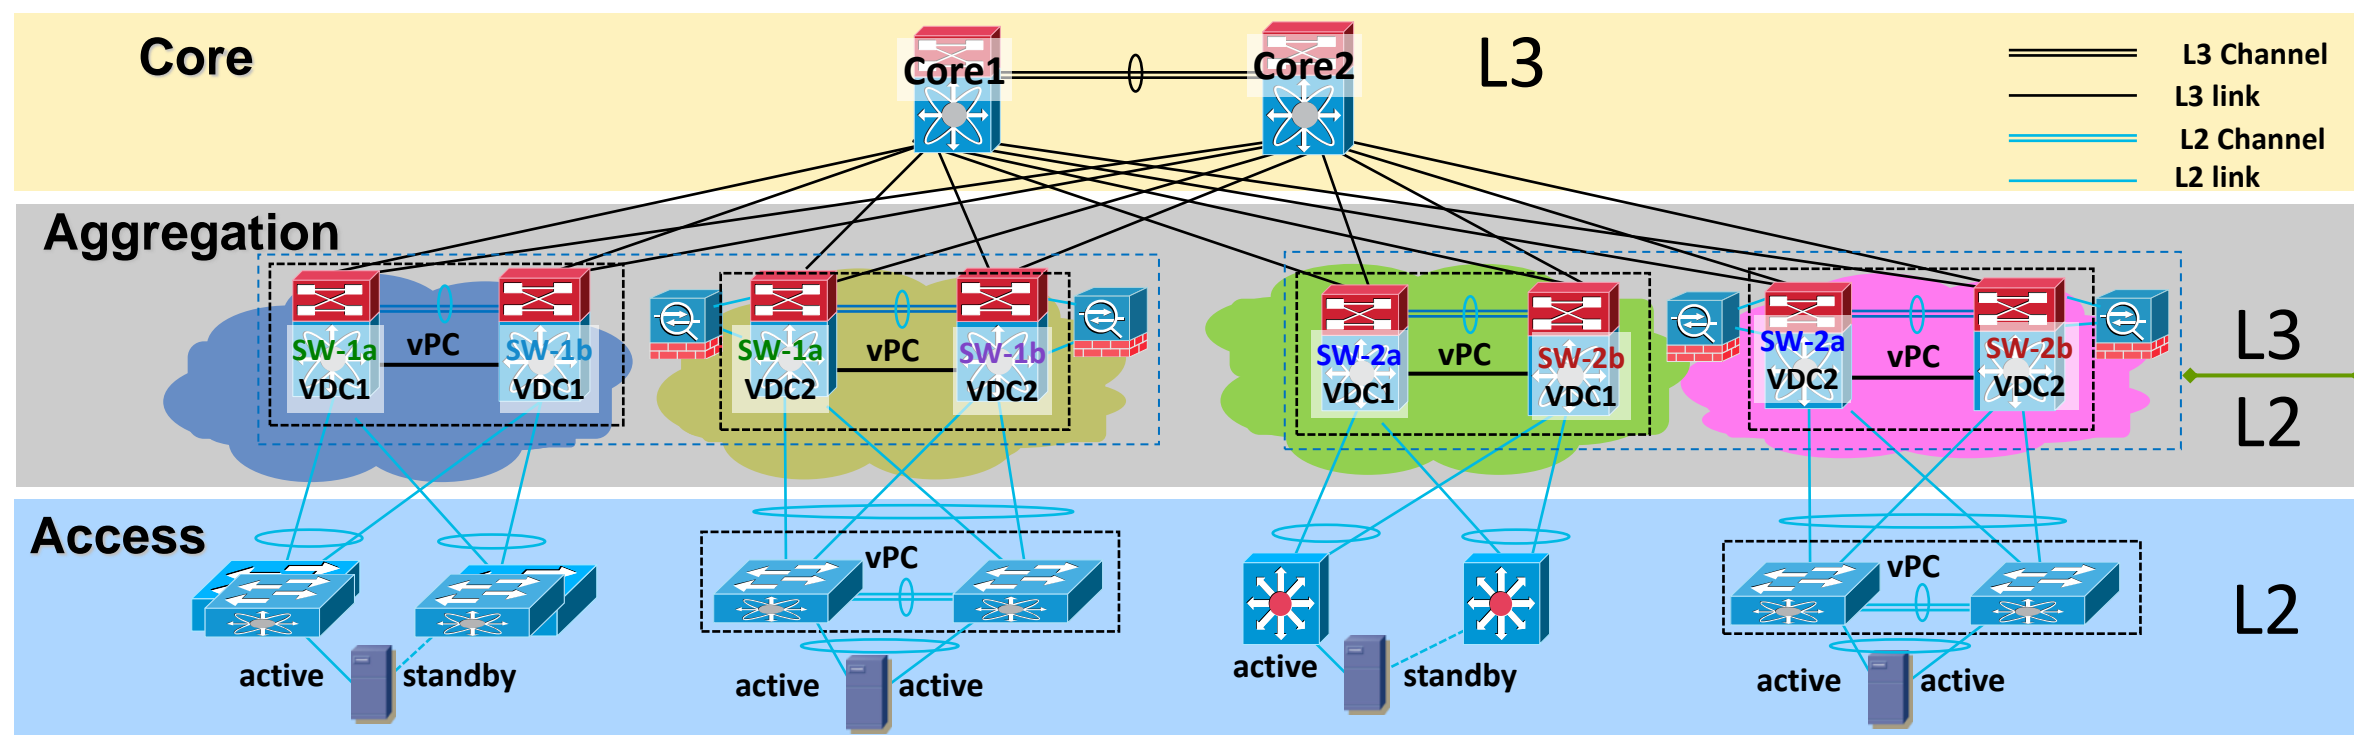 Core
Core1
Core2
L3
L3 Channel
L3 link
L2 Channel
L2 link
Aggregation
SW-1a
VDC1
vPC
SW-1b
VDC1
SW-1a
VDC2
vPC
SW-1b
VDC2
SW-2a
VDC1
vPC
SW-2b
VDC1
SW-2a
VDC2
vPC
SW-2b
VDC2
L3
L2
Access
vPC
vPC
L2
active
standby
active
active
active
standby
active
active